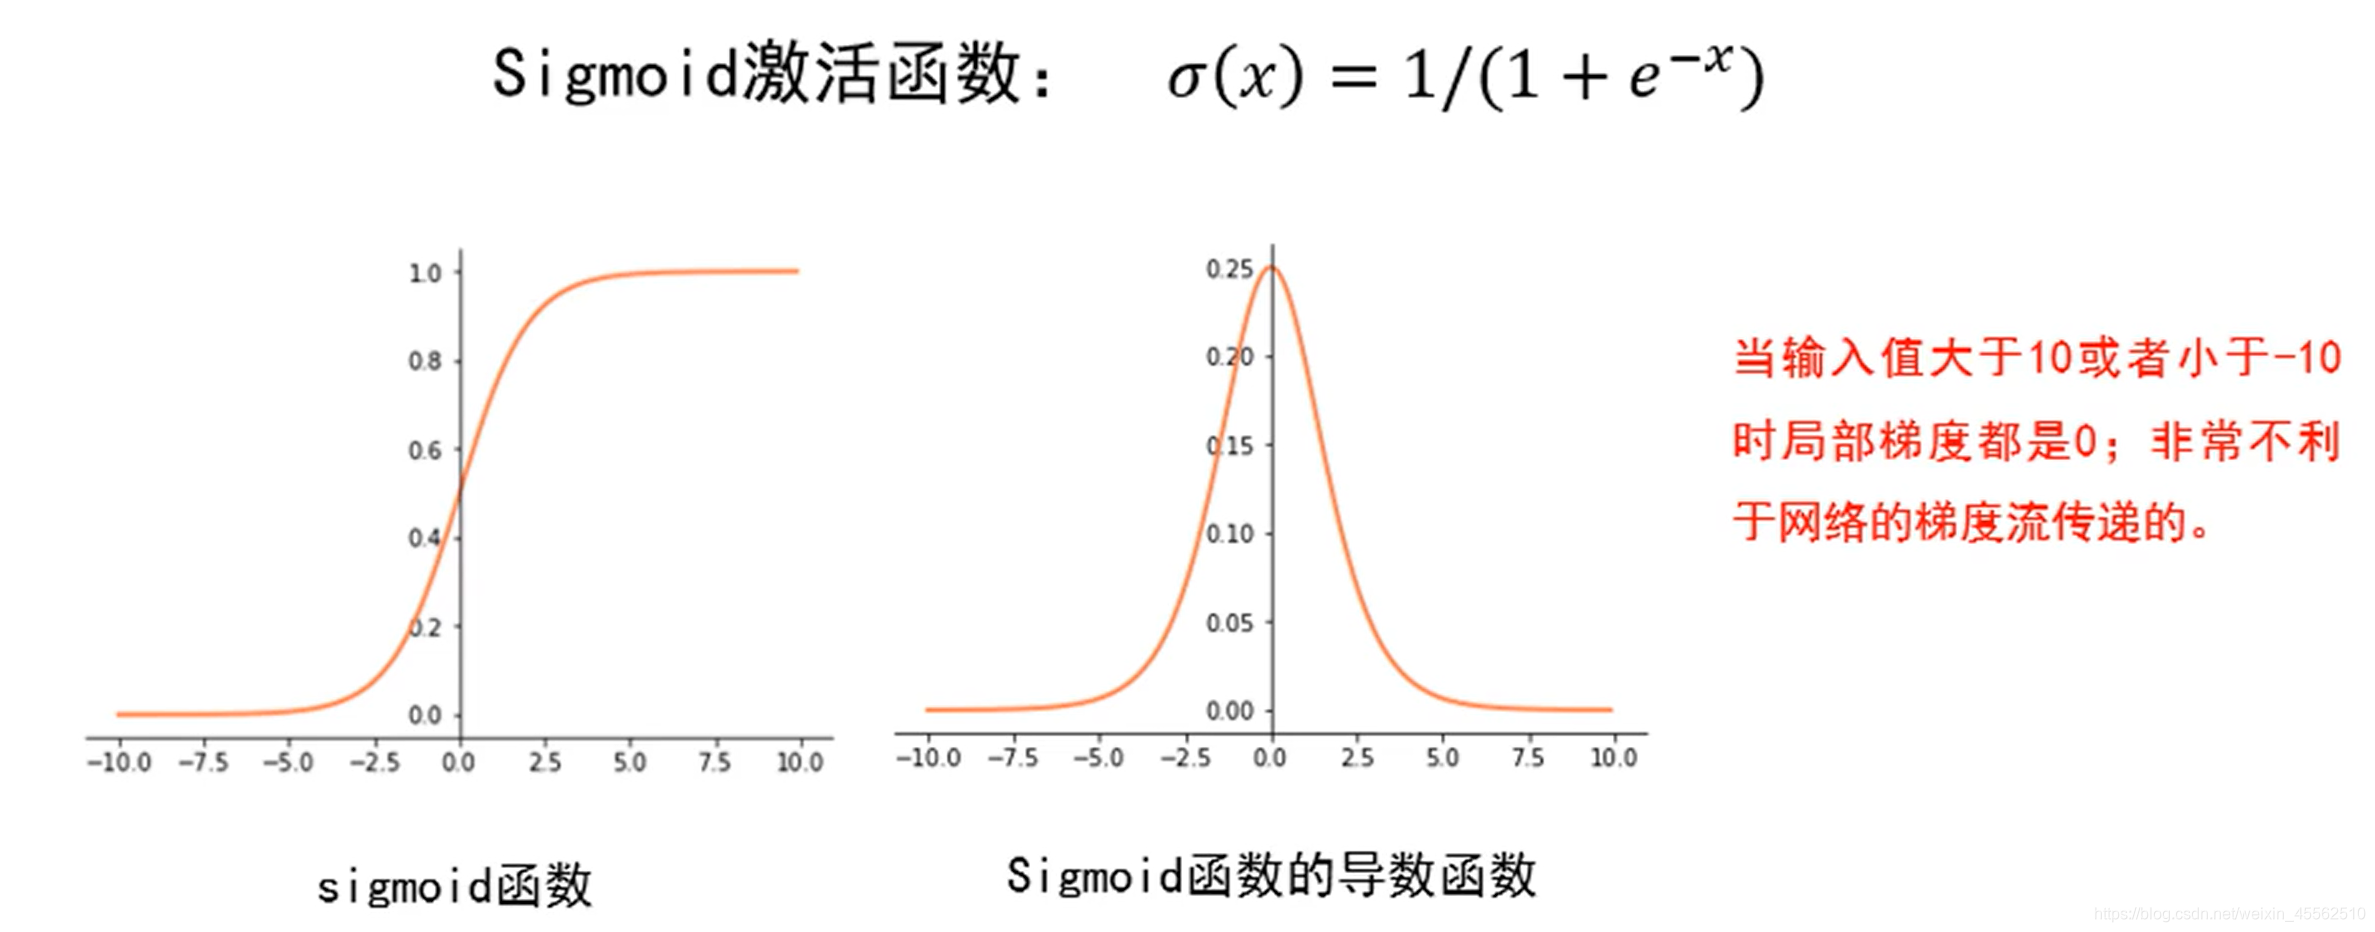 Sigmoid激活函数： σ(x) = 1/(1 + e^{−x})
1.0
0.8
0.6
0.4
0.2
0.0
−10.0 −7.5 −5.0 −2.5 0.0 2.5 5.0 7.5 10.0
sigmoid函数
0.25
0.20
0.15
0.10
0.05
0.00
−10.0 −7.5 −5.0 −2.5 0.0 2.5 5.0 7.5 10.0
Sigmoid函数的导数函数
当输入值大于10或者小于-10
时局部梯度都是0；非常不利
于网络的梯度流传递的。
https://blog.csdn.net/weixin_45562510